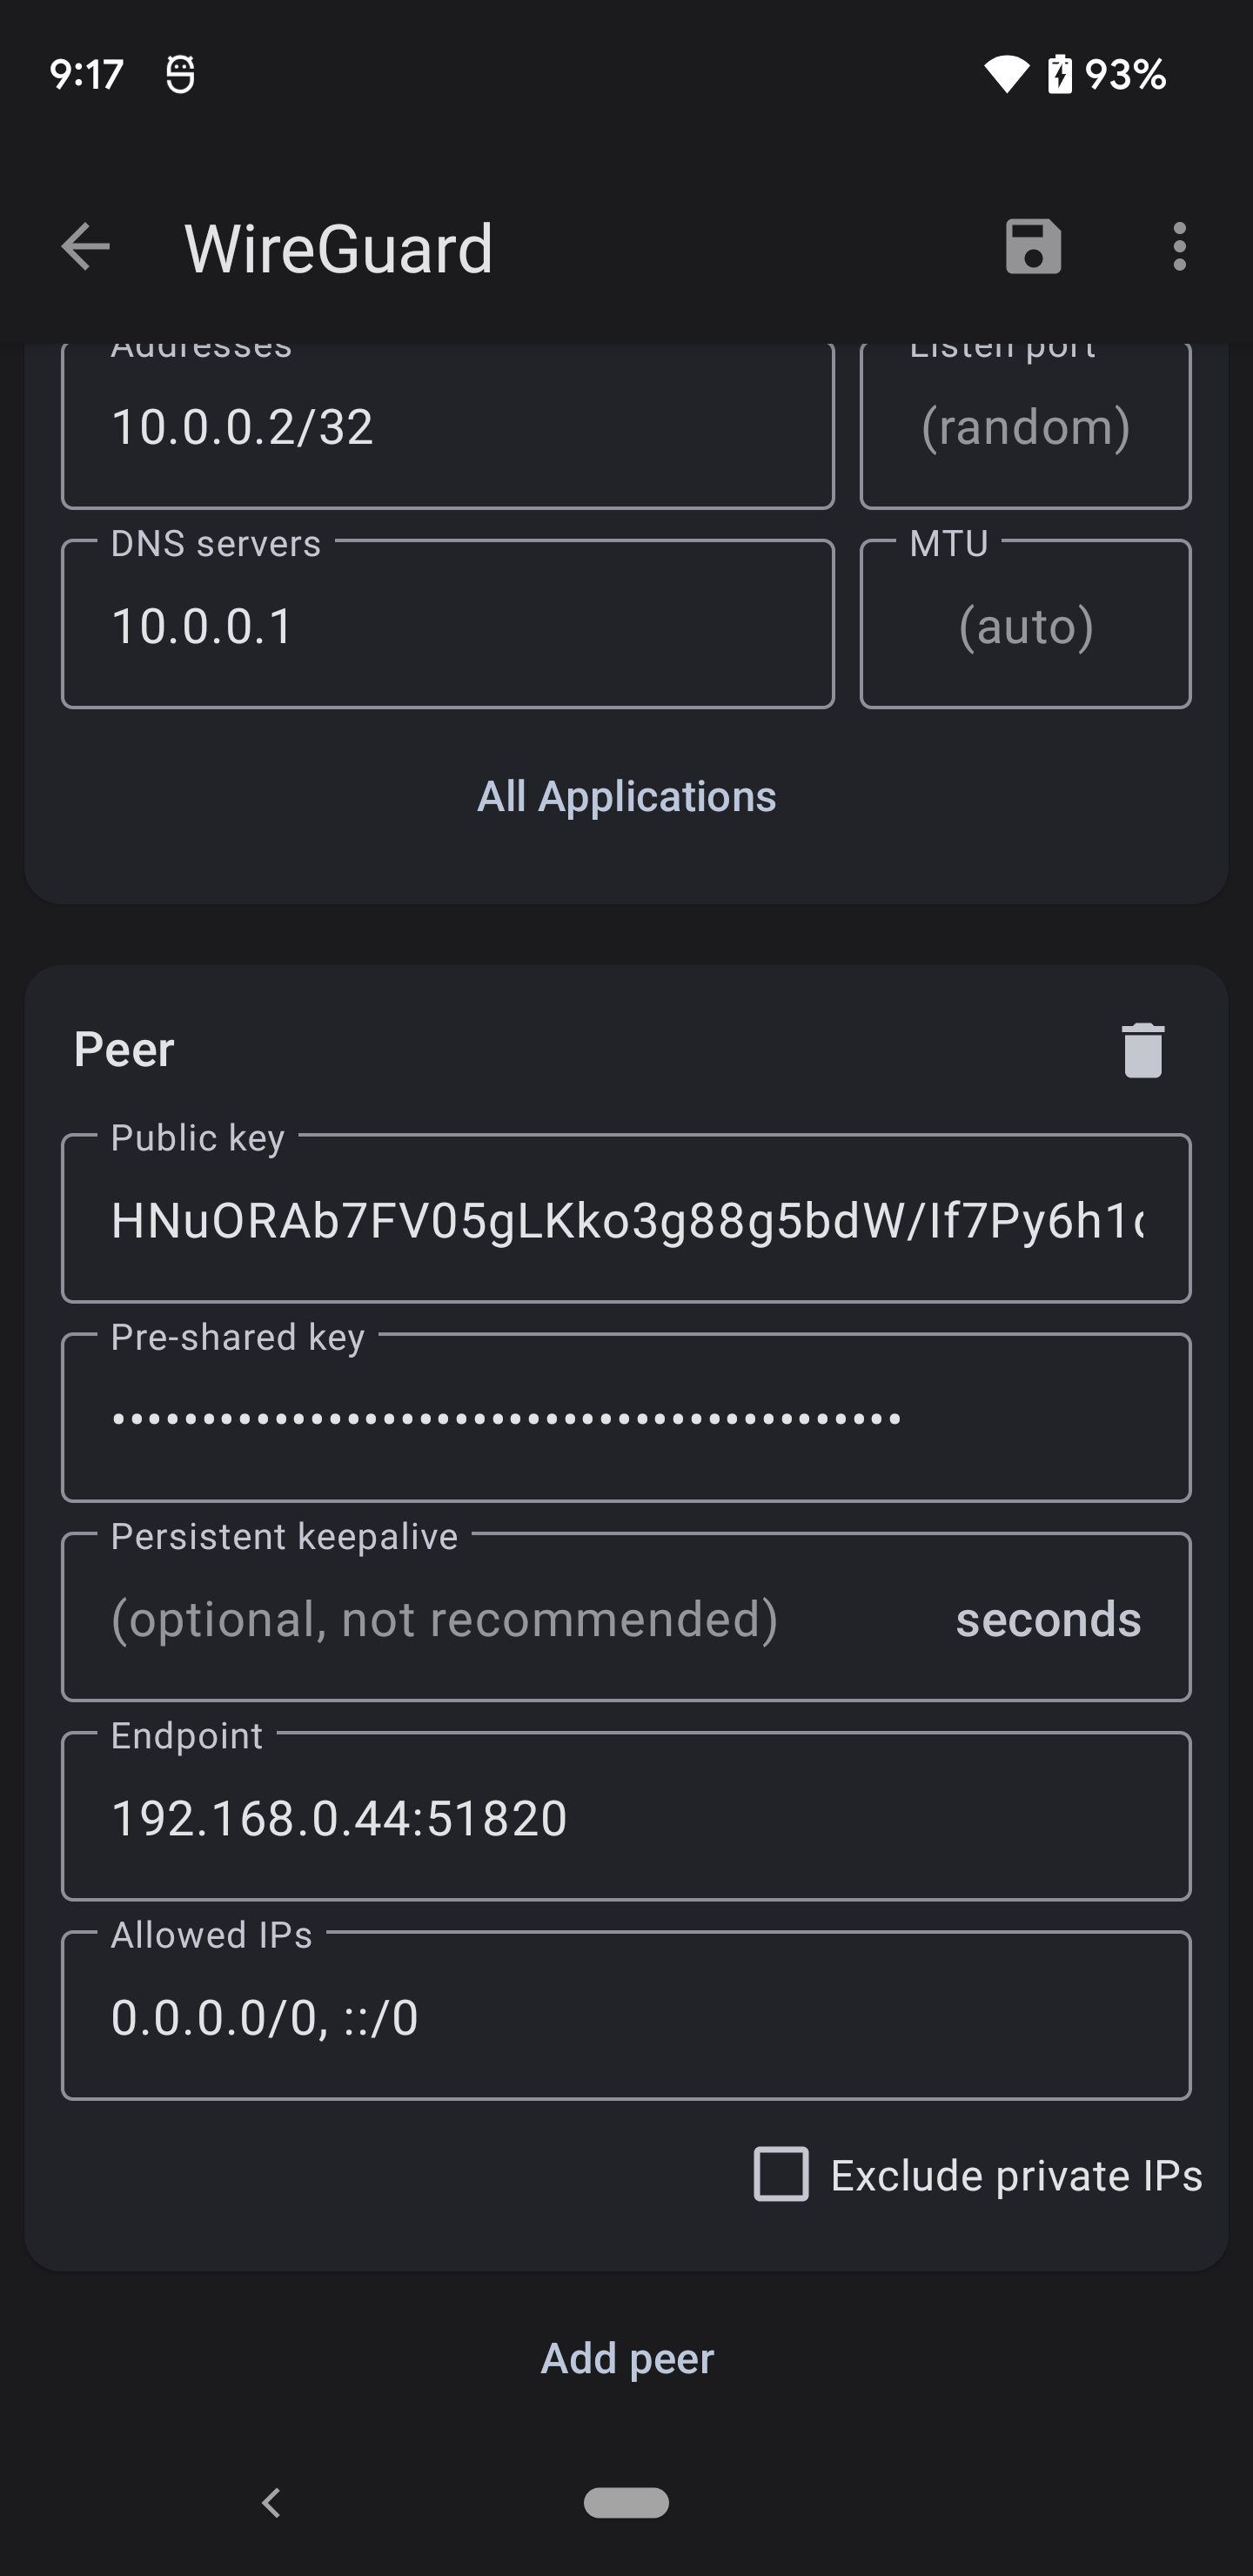 9:17 93%
WireGuard
Addresses Listen port
10.0.0.2/32 (random)
DNS servers MTU
10.0.0.1 (auto)
All Applications
Peer
Public key
HNuORAb7FV05gLKko3g88g5bdW/If7Py6h1
Pre-shared key
••••••••••••••••••••••••••••••••••••••••••••
Persistent keepalive
(optional, not recommended) seconds
Endpoint
192.168.0.44:51820
Allowed IPs
0.0.0.0/0, ::/0
Exclude private IPs
Add peer